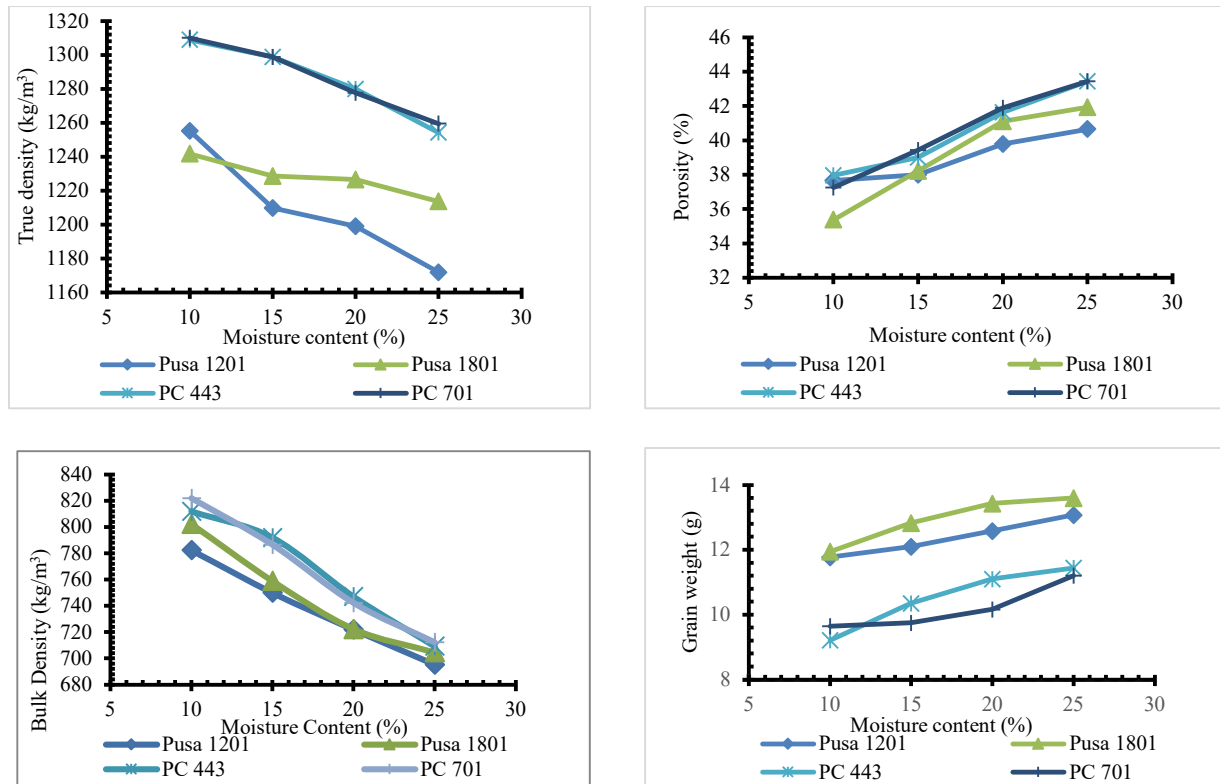 True density (kg/m³)
1320
1300
1280
1260
1240
1220
1200
1180
1160
5 10 15 20 25 30
Moisture content (%)
Pusa 1201 Pusa 1801
PC 443 PC 701
Porosity (%)
46
44
42
40
38
36
34
32
5 10 15 20 25 30
Moisture content (%)
Pusa 1201 Pusa 1801
PC 443 PC 701
Bulk Density (kg/m³)
840
820
800
780
760
740
720
700
680
5 10 15 20 25 30
Moisture Content (%)
Pusa 1201 Pusa 1801
PC 443 PC 701
Grain weight (g)
14
12
10
8
5 10 15 20 25 30
Moisture content (%)
Pusa 1201 Pusa 1801
PC 443 PC 701